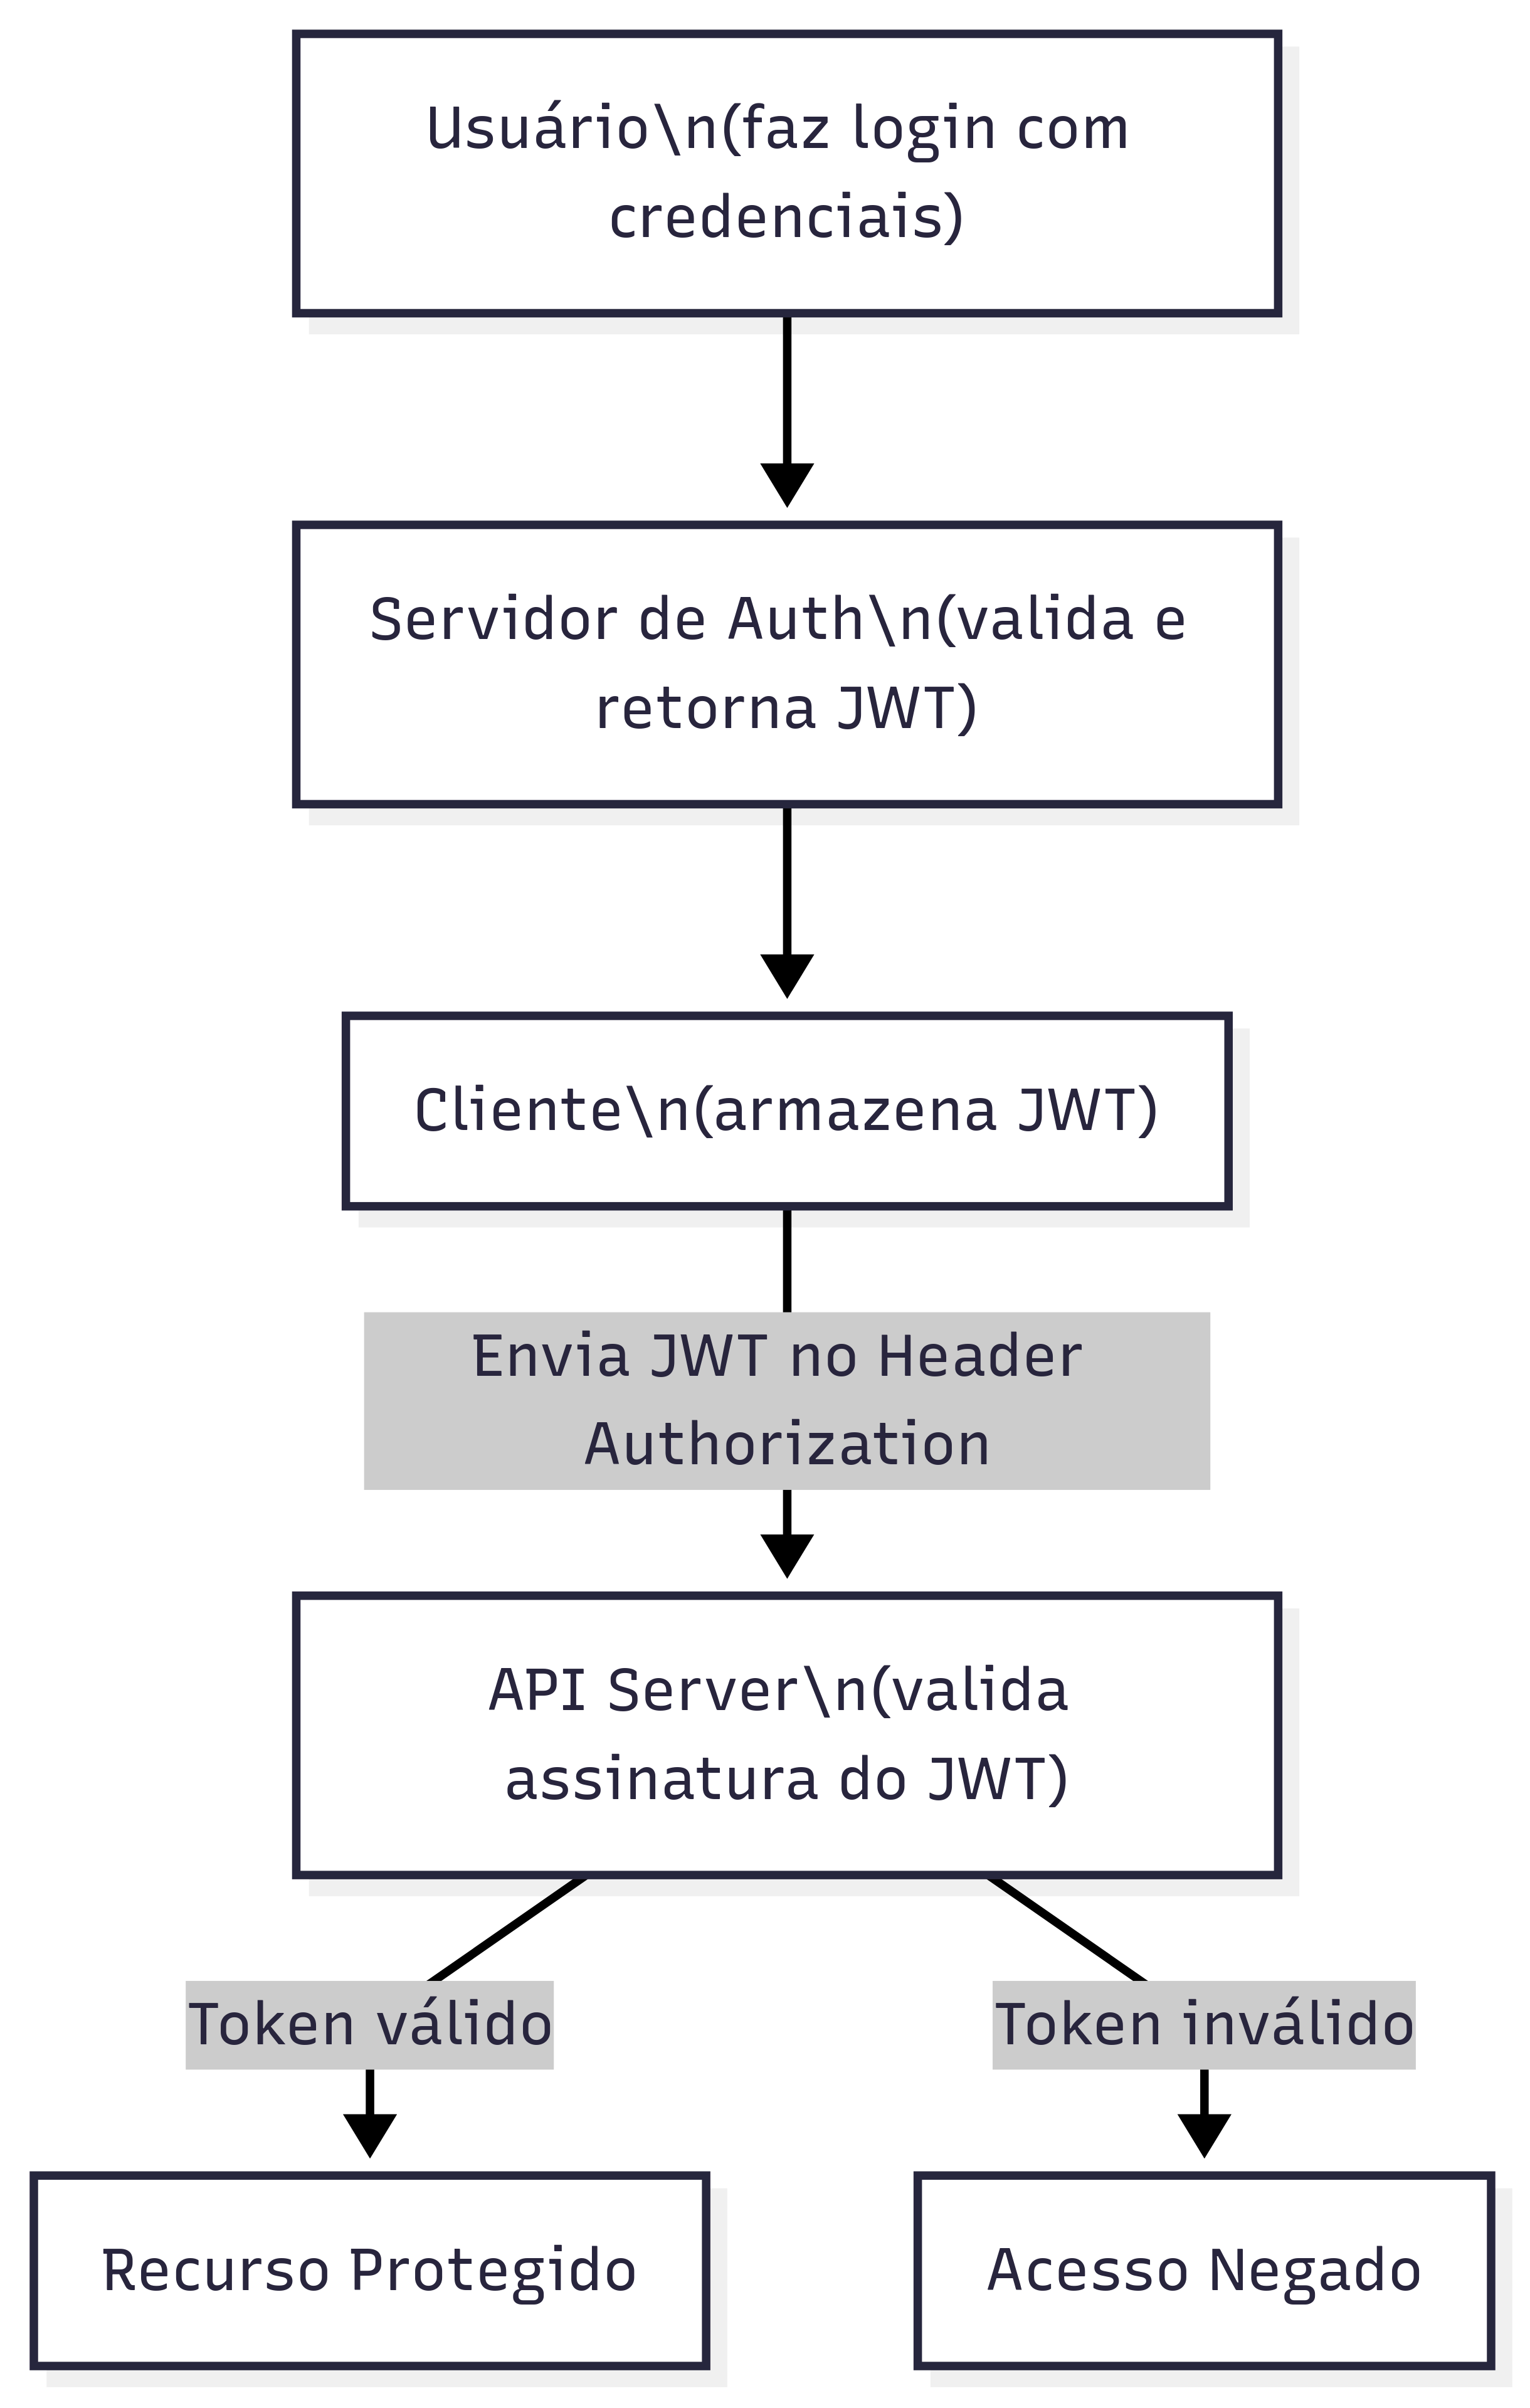 Usuário\n(faz login com
credenciais)
Servidor de Auth\n(valida e
retorna JWT)
Cliente\n(armazena JWT)
Envia JWT no Header
Authorization
API Server\n(valida
assinatura do JWT)
Token válido
Token inválido
Recurso Protegido
Acesso Negado